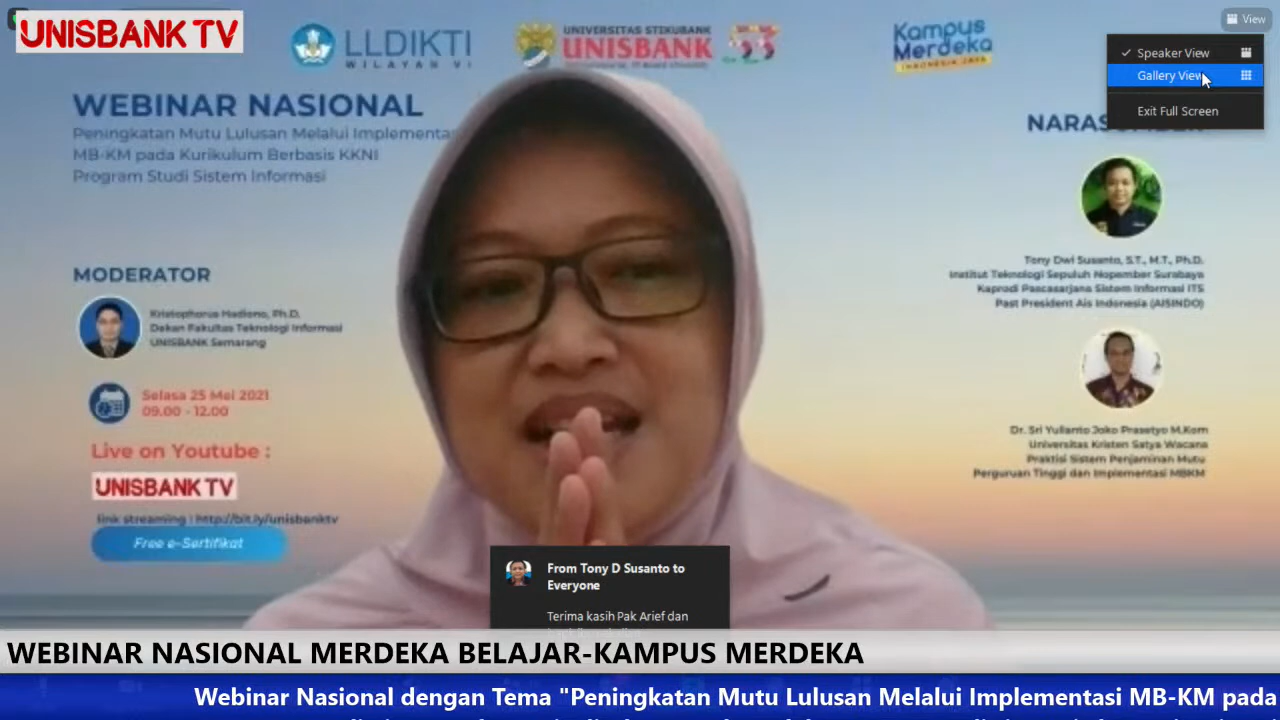 UNISBANK TV
LLDIKTI
WILAYAH VI
UNIVERSITAS STIKUBANK
UNISBANK
Kampus
Merdeka
INDONESIA JAYA
View
Speaker View
Gallery View
Exit Full Screen
WEBINAR NASIONAL
Peningkatan Mutu Lulusan Melalui Implementas
MB-KM pada Kurikulum Berbasis KKNI
Program Studi Sistem Informasi
MODERATOR
Kristophorus Hadiono, Ph.D.
Dekan Fakultas Teknologi Informasi
UNISBANK Semarang
Selasa 25 Mei 2021
09.00 - 12.00
Live on Youtube :
UNISBANK TV
link streaming : http://bit.ly/unisbanktv
Free e-Sertifikat
Tony Dwi Susanto, S.T., M.T., Ph.D.
Institut Teknologi Sepuluh Nopember Surabaya
Kaprodi Pascasarjana Sistem Informasi ITS
Past President Ais Indonesia (AISINDO)
Dr. Sri Yulianto Joko Prasetyo M.Kom
Universitas Kristen Satya Wacana
Praktisi Sistem Penjaminan Mutu
Perguruan Tinggi dan Implementasi MBKM
From Tony D Susanto to
Everyone
Terima kasih Pak Arief dan
WEBINAR NASIONAL MERDEKA BELAJAR-KAMPUS MERDEKA
Webinar Nasional dengan Tema "Peningkatan Mutu Lulusan Melalui Implementasi MB-KM pada